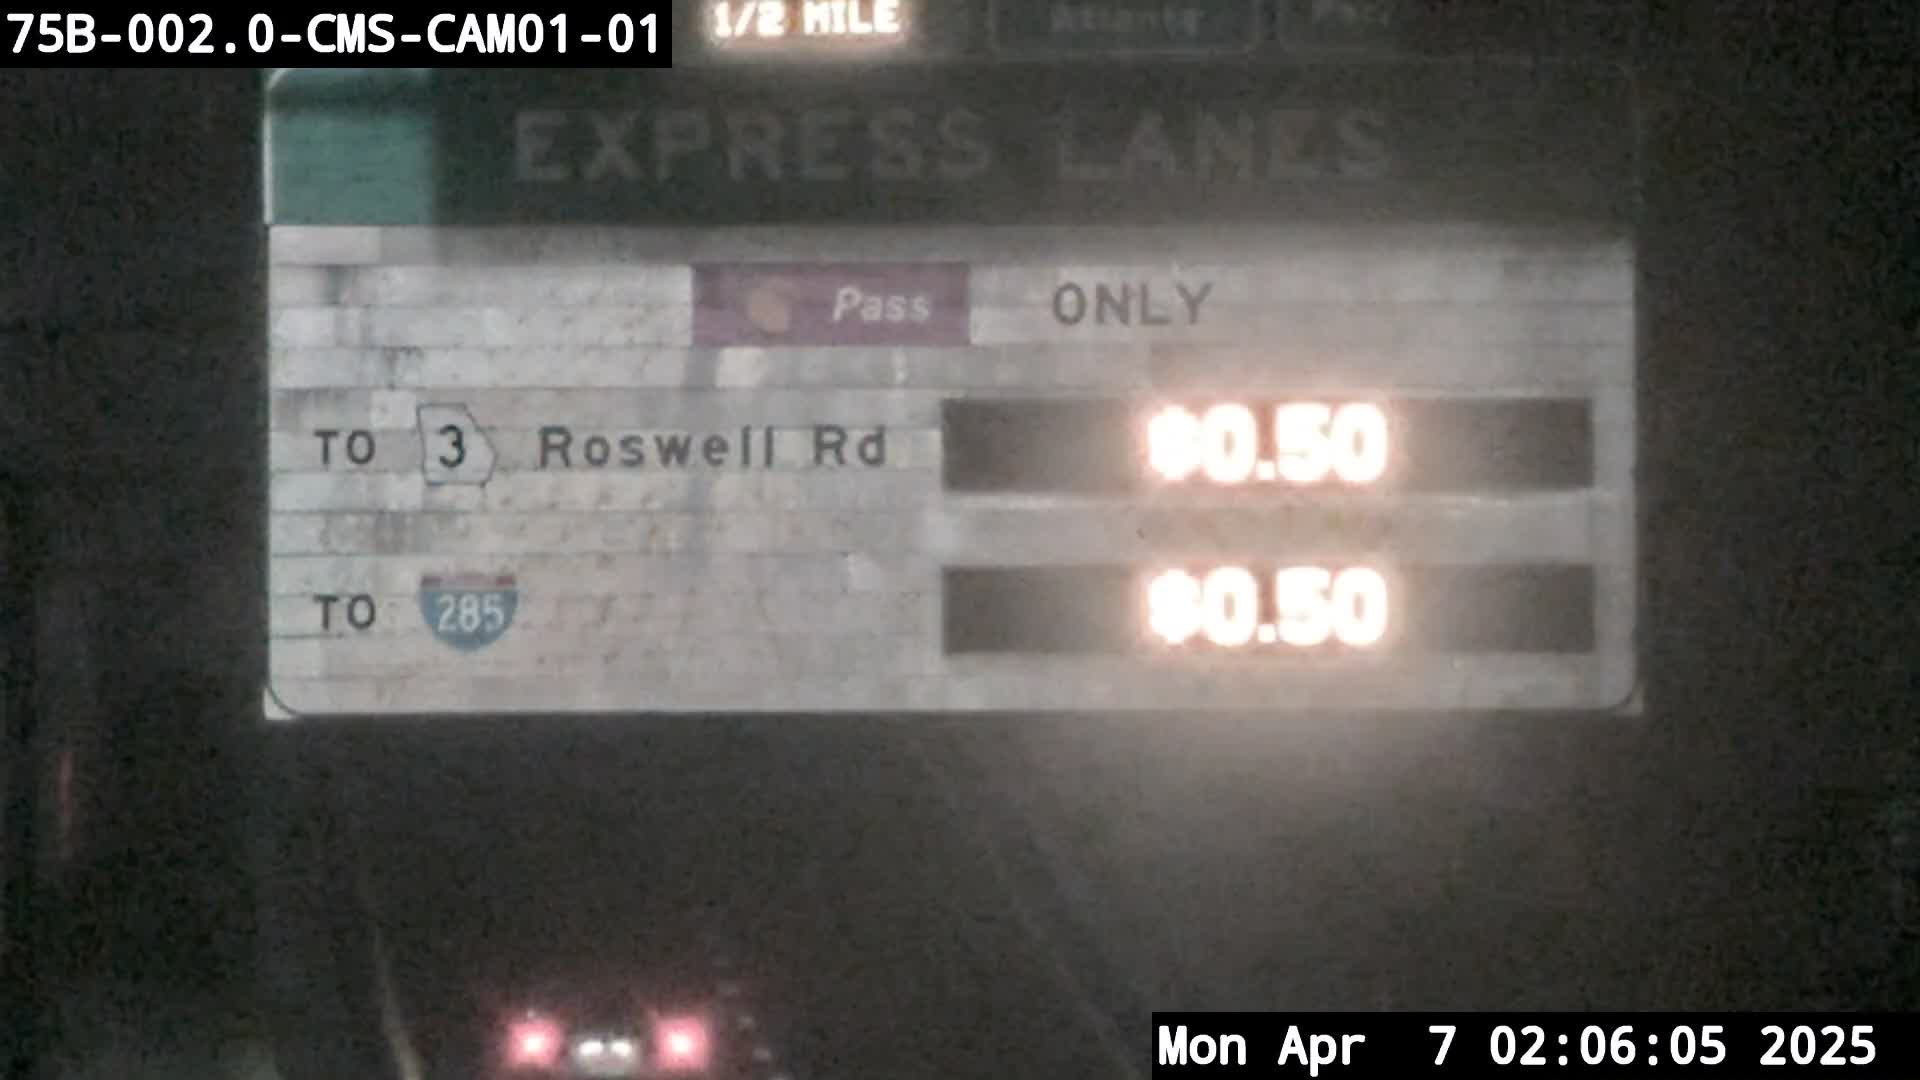 75B-002.0-CMS-CAM01-01
1/2 MILE
EXPRESS LANES
Pass ONLY
TO 3 Roswell Rd $0.50
TO 285 $0.50
Mon Apr 7 02:06:05 2025